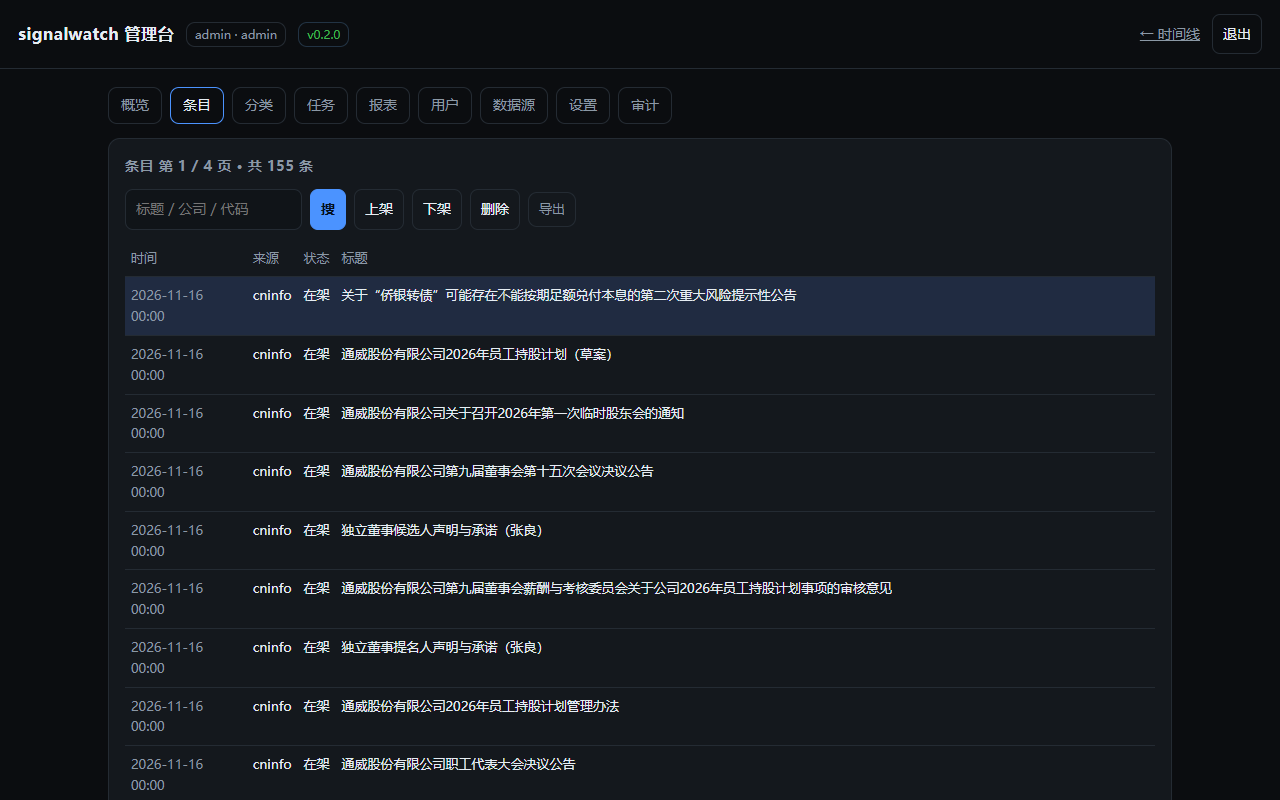 signalwatch 管理台 admin · admin v0.2.0 ← 时间线 退出
概览 条目 分类 任务 报表 用户 数据源 设置 审计
条目 第 1 / 4 页 • 共 155 条
标题 / 公司 / 代码 搜 上架 下架 删除 导出
时间 来源 状态 标题
2026-11-16 00:00 cninfo 在架 关于“侨银转债”可能存在不能按期足额兑付本息的第二次重大风险提示性公告
2026-11-16 00:00 cninfo 在架 通威股份有限公司2026年员工持股计划（草案）
2026-11-16 00:00 cninfo 在架 通威股份有限公司关于召开2026年第一次临时股东会的通知
2026-11-16 00:00 cninfo 在架 通威股份有限公司第九届董事会第十五次会议决议公告
2026-11-16 00:00 cninfo 在架 独立董事候选人声明与承诺（张良）
2026-11-16 00:00 cninfo 在架 通威股份有限公司第九届董事会薪酬与考核委员会关于公司2026年员工持股计划事项的审核意见
2026-11-16 00:00 cninfo 在架 独立董事提名人声明与承诺（张良）
2026-11-16 00:00 cninfo 在架 通威股份有限公司2026年员工持股计划管理办法
2026-11-16 00:00 cninfo 在架 通威股份有限公司职工代表大会决议公告